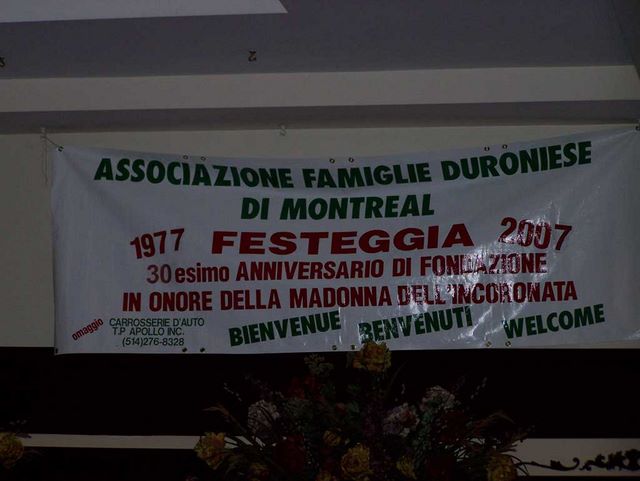 ASSOCIAZIONE FAMIGLIE DURONIESE
DI MONTREAL
1977 FESTEGGIA 2007
30esimo ANNIVERSARIO DI FONDAZIONE
IN ONORE DELLA MADONNA DELL'INCORONATA
omaggio CARROSSERIE D'AUTO
T.P APOLLO INC.
(514)276-8328
BIENVENUE BENVENUTI WELCOME